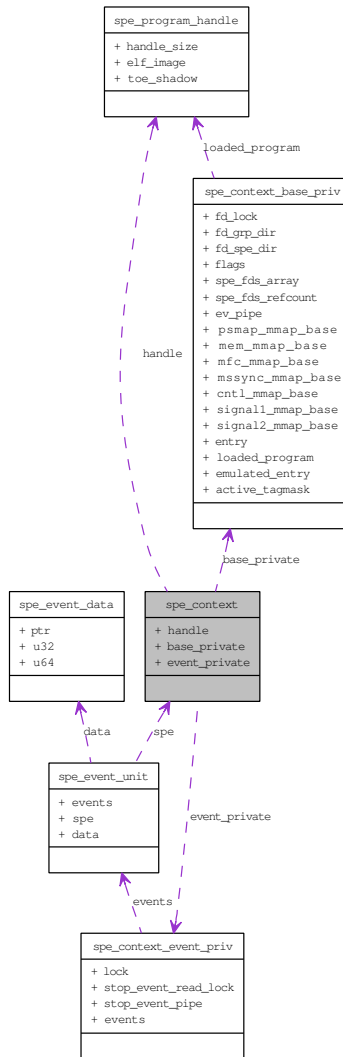 spe_program_handle
+ handle_size
+ elf_image
+ toe_shadow
loaded_program
spe_context_base_priv
+ fd_lock
+ fd_grp_dir
+ fd_spe_dir
+ flags
+ spe_fds_array
+ spe_fds_refcount
+ ev_pipe
+ psmap_mmap_base
+ mem_mmap_base
+ mfc_mmap_base
+ mssync_mmap_base
+ cntl_mmap_base
+ signal1_mmap_base
+ signal2_mmap_base
+ entry
+ loaded_program
+ emulated_entry
+ active_tagmask
handle
base_private
spe_event_data
+ ptr
+ u32
+ u64
spe_context
+ handle
+ base_private
+ event_private
data
spe
spe_event_unit
+ events
+ spe
+ data
event_private
events
spe_context_event_priv
+ lock
+ stop_event_read_lock
+ stop_event_pipe
+ events